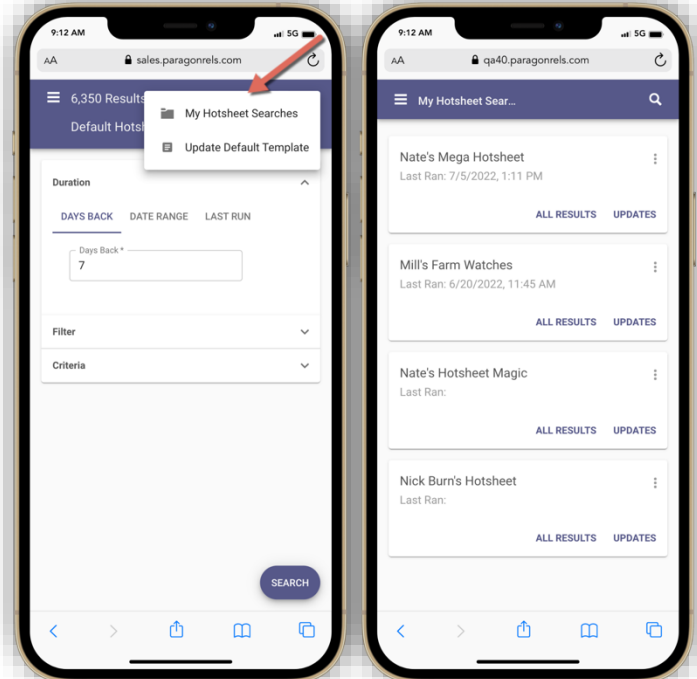 9:12 AM
5G
AA
sales.paragonrels.com
6,350 Results
Default Hotsh
My Hotsheet Searches
Update Default Template
Duration
DAYS BACK DATE RANGE LAST RUN
Days Back *
7
Filter
Criteria
SEARCH
9:12 AM
5G
AA
qa40.paragonrels.com
My Hotsheet Sear...
Nate's Mega Hotsheet
Last Ran: 7/5/2022, 1:11 PM
ALL RESULTS UPDATES
Mill's Farm Watches
Last Ran: 6/20/2022, 11:45 AM
ALL RESULTS UPDATES
Nate's Hotsheet Magic
Last Ran:
ALL RESULTS UPDATES
Nick Burn's Hotsheet
Last Ran:
ALL RESULTS UPDATES